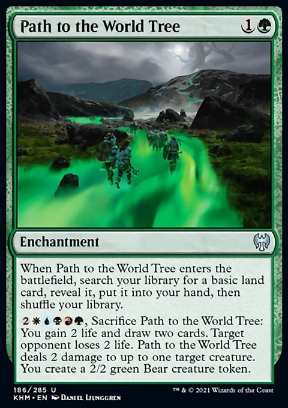 Path to the World Tree 1
Enchantment
When Path to the World Tree enters the
battlefield, search your library for a basic land
card, reveal it, put it into your hand, then
shuffle your library.
2, Sacrifice Path to the World Tree:
You gain 2 life and draw two cards. Target
opponent loses 2 life. Path to the World Tree
deals 2 damage to up to one target creature.
You create a 2/2 green Bear creature token.
186/285 U
KHM • EN Daniel Ljunggren
™ & © 2021 Wizards of the Coast